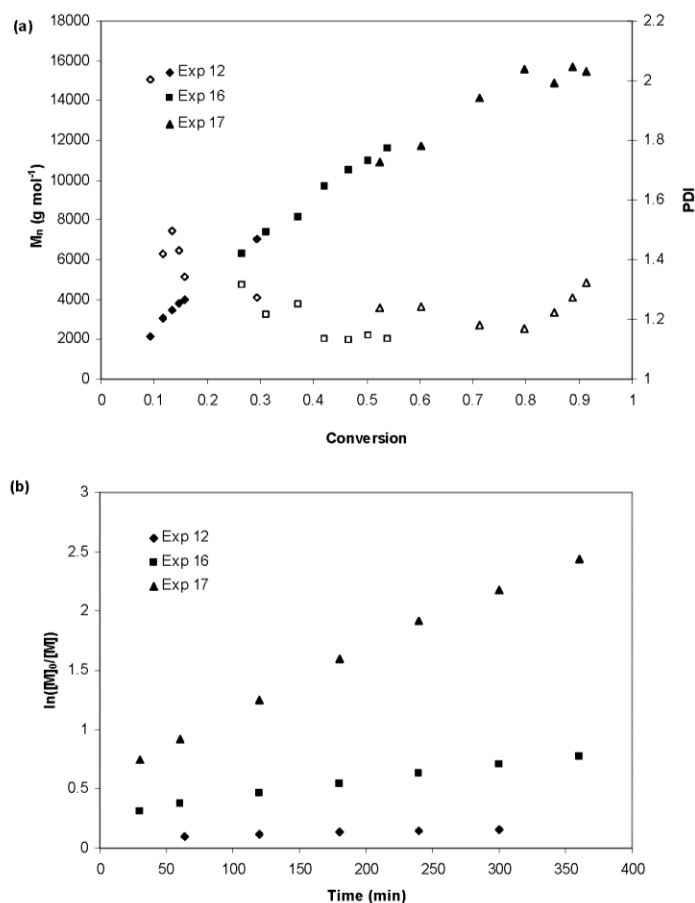 (a)
18000
16000
14000
12000
10000
8000
6000
4000
2000
0
Mn (g mol⁻¹)
Exp 12
Exp 16
Exp 17
2.2
2
1.8
1.6
1.4
1.2
1
PDI
0 0.1 0.2 0.3 0.4 0.5 0.6 0.7 0.8 0.9 1
Conversion
(b)
3
2.5
2
1.5
1
0.5
0
ln([M]₀/[M])
Exp 12
Exp 16
Exp 17
0 50 100 150 200 250 300 350 400
Time (min)